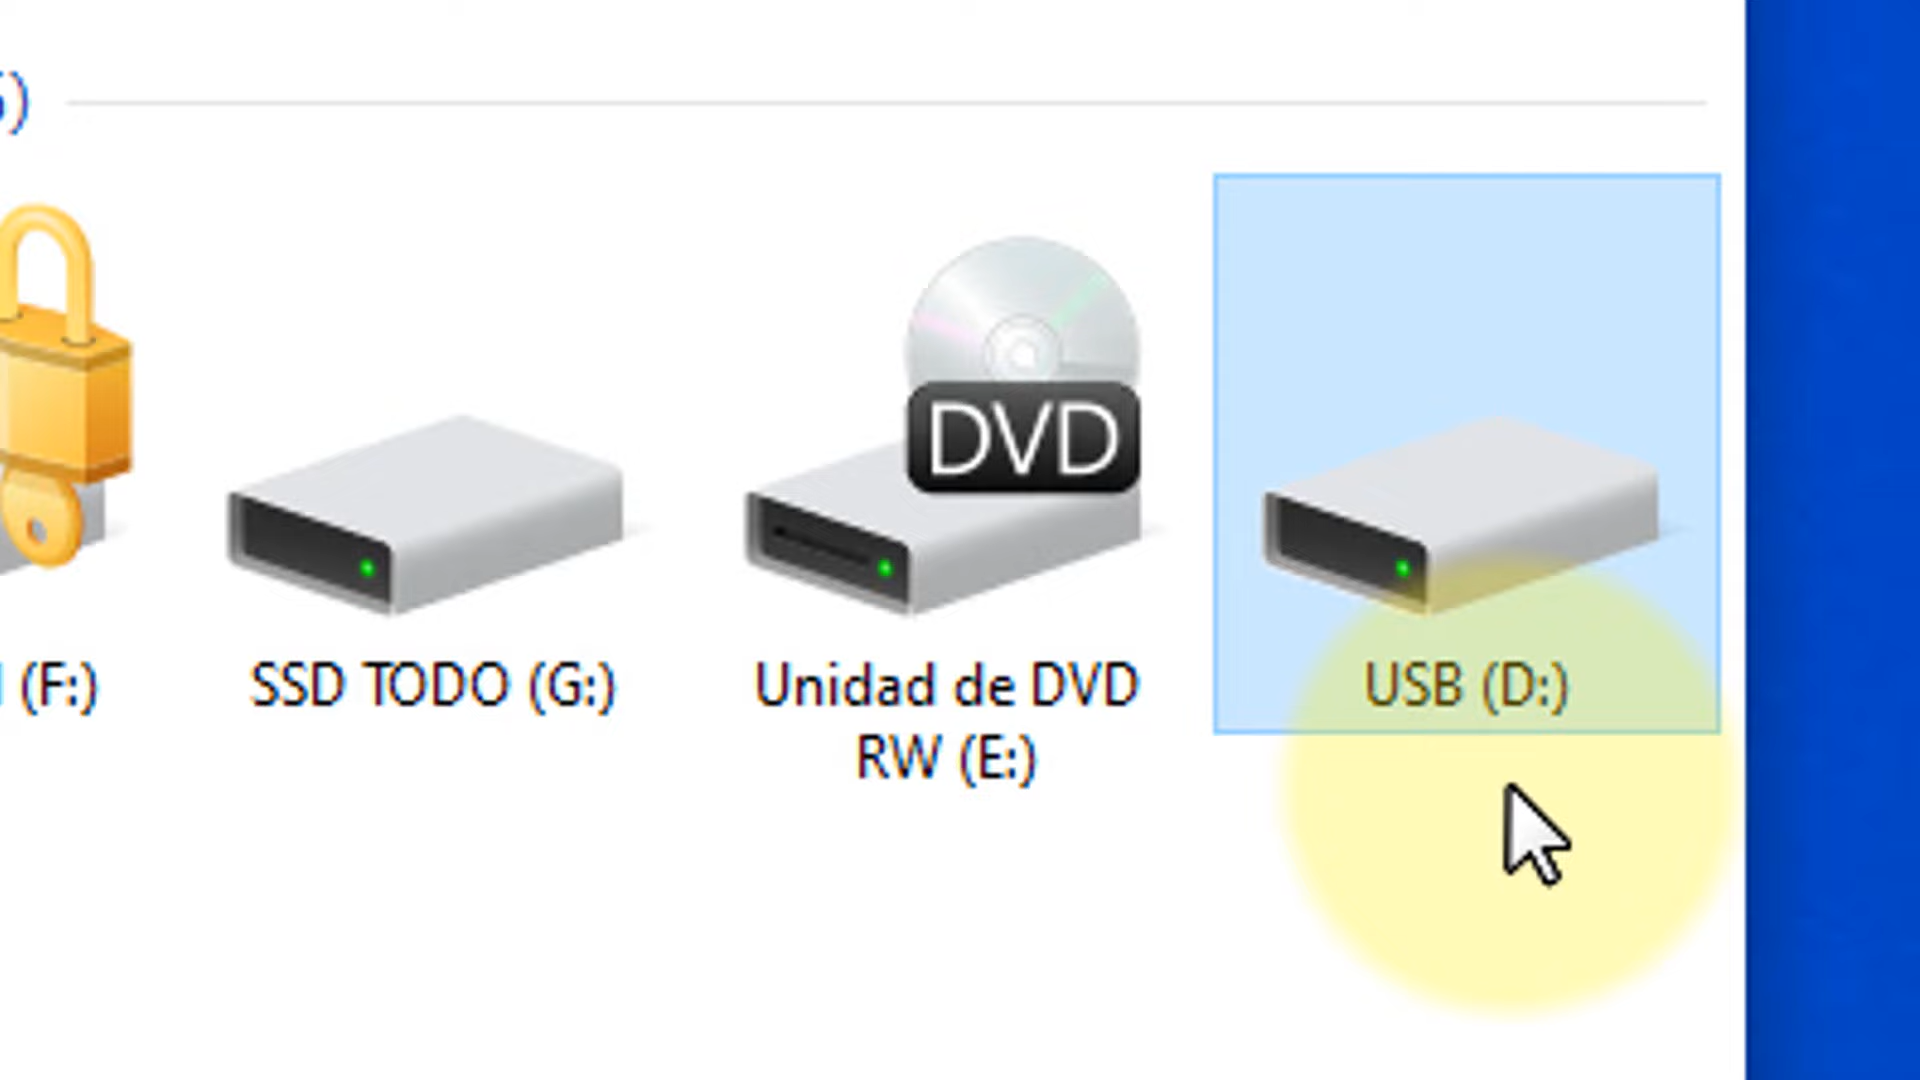 (F:)
SSD TODO (G:)
DVD
Unidad de DVD
RW (E:)
USB (D:)